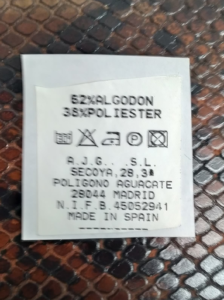 62%ALGODON
38%POLIESTER
A.J.G.. .S.L.
SECOYA,28,3ª
POLIGONO AGUACATE
28044 MADRID
N.I.F.B.45052941
MADE IN SPAIN